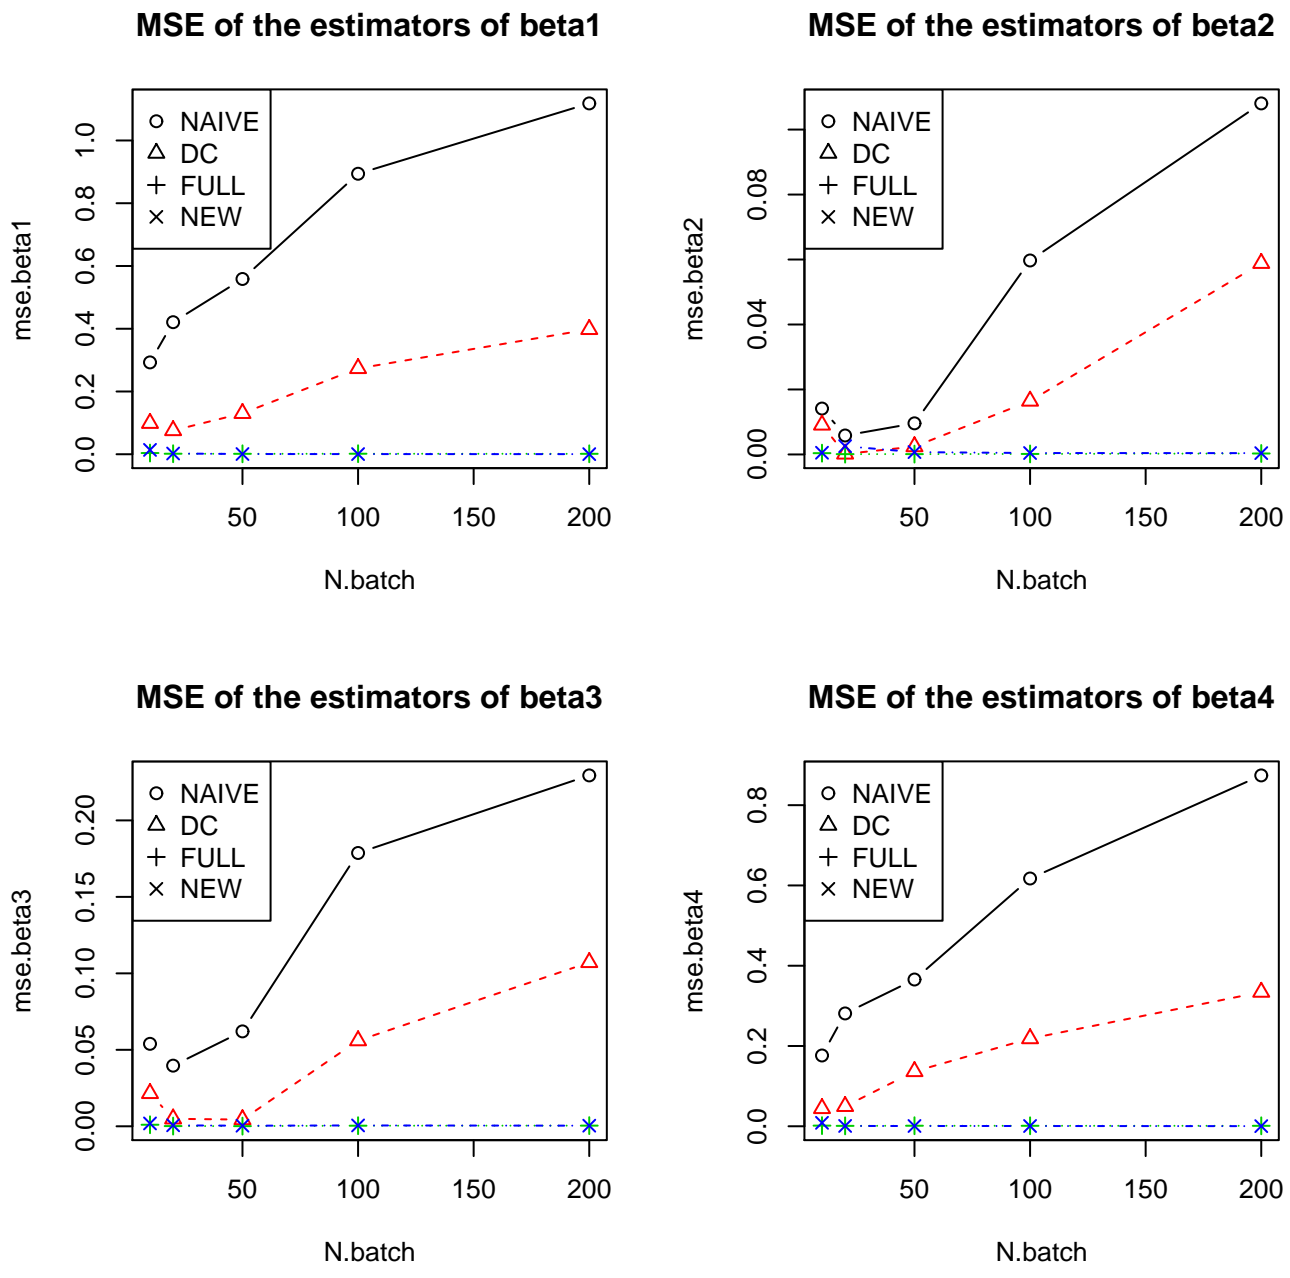 MSE of the estimators of beta1
NAIVE
DC
FULL
NEW
mse.beta1
0.0 0.2 0.4 0.6 0.8 1.0
50 100 150 200
N.batch
MSE of the estimators of beta2
NAIVE
DC
FULL
NEW
mse.beta2
0.00 0.04 0.08
50 100 150 200
N.batch
MSE of the estimators of beta3
NAIVE
DC
FULL
NEW
mse.beta3
0.00 0.05 0.10 0.15 0.20
50 100 150 200
N.batch
MSE of the estimators of beta4
NAIVE
DC
FULL
NEW
mse.beta4
0.0 0.2 0.4 0.6 0.8
50 100 150 200
N.batch